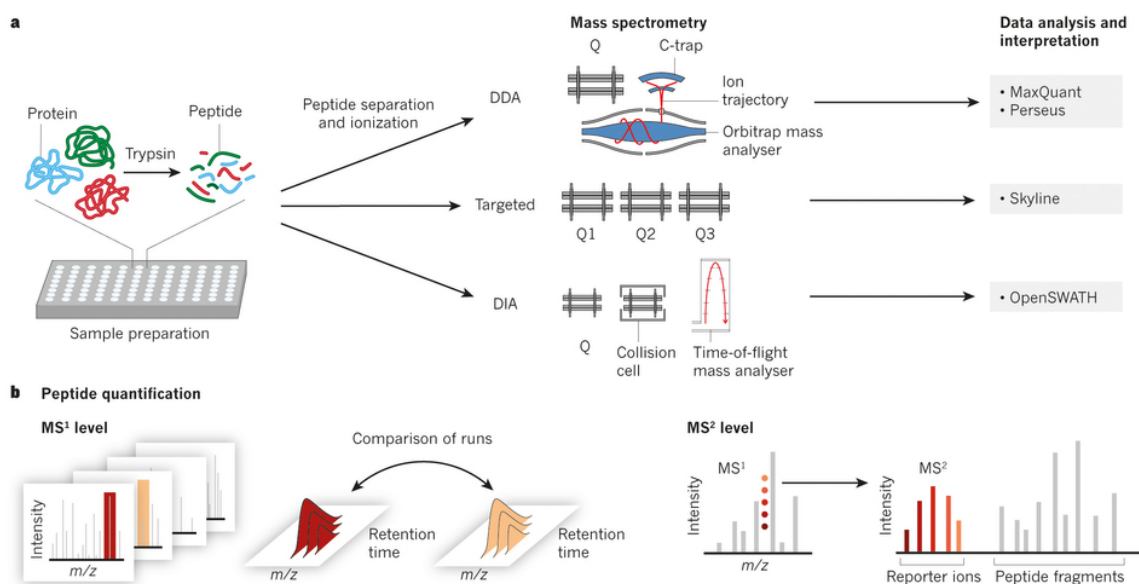 a
Mass spectrometry
Data analysis and
interpretation
Q
C-trap
Protein
Peptide
Trypsin
Peptide separation
and ionization
DDA
Ion
trajectory
Orbitrap mass
analyser
• MaxQuant
• Perseus
Targeted
Q1 Q2 Q3
• Skyline
Sample preparation
DIA
Q
Collision
cell
Time-of-flight
mass analyser
• OpenSWATH
b Peptide quantification
MS¹ level
Intensity
m/z
Comparison of runs
Retention
time
m/z
Retention
time
m/z
MS² level
MS¹
Intensity
m/z
MS²
Intensity
Reporter ions
Peptide fragments